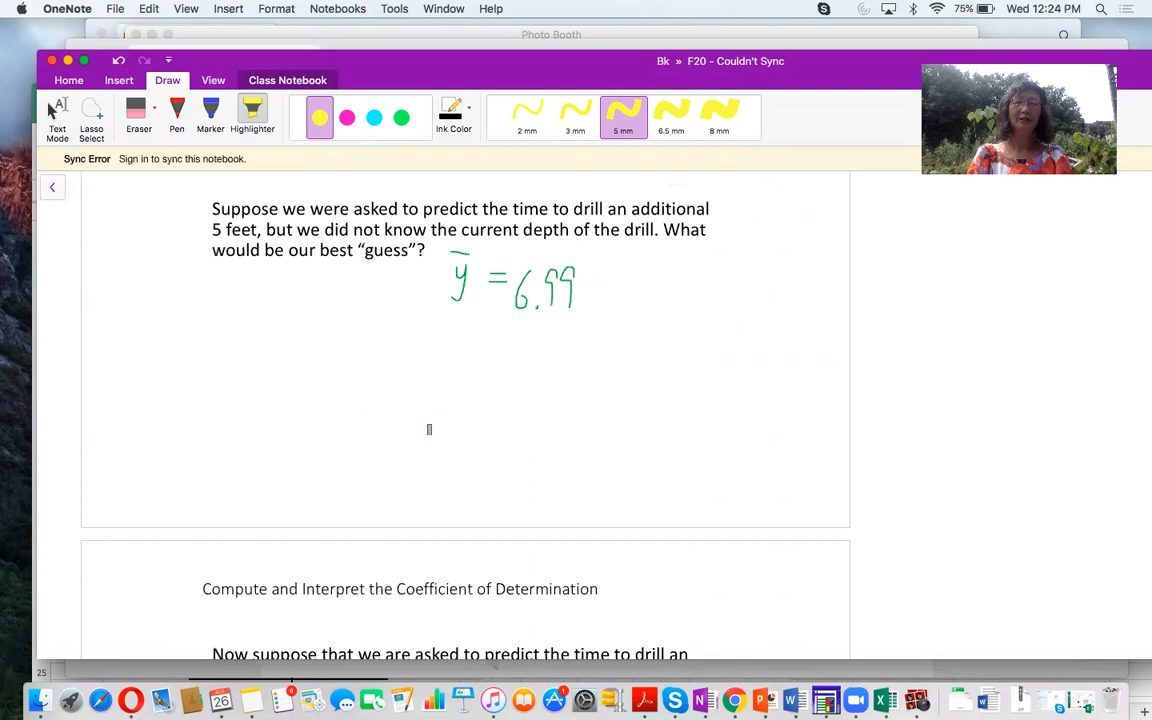 OneNote File Edit View Insert Format Notebooks Tools Window Help 75% Wed 12:24 PM
Photo Booth
Bk » F20 - Couldn't Sync
Home Insert Draw View Class Notebook
Text Mode
Lasso Select
Eraser
Pen
Marker
Highlighter
Ink Color
2 mm
3 mm
5 mm
6.5 mm
8 mm
Sync Error Sign in to sync this notebook.
Suppose we were asked to predict the time to drill an additional
5 feet, but we did not know the current depth of the drill. What
would be our best “guess”?
ȳ = 6.99
Compute and Interpret the Coefficient of Determination
Now suppose that we are asked to predict the time to drill an
25